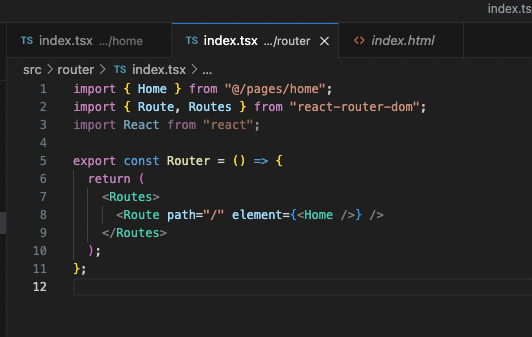 index.ts
TS index.tsx .../home
TS index.tsx .../router ×
<> index.html
src > router > TS index.tsx > ...
1 import { Home } from "@/pages/home";
2 import { Route, Routes } from "react-router-dom";
3 import React from "react";
4
5 export const Router = () => {
6 return (
7 <Routes>
8 <Route path="/" element={<Home />} />
9 </Routes>
10 );
11 };
12